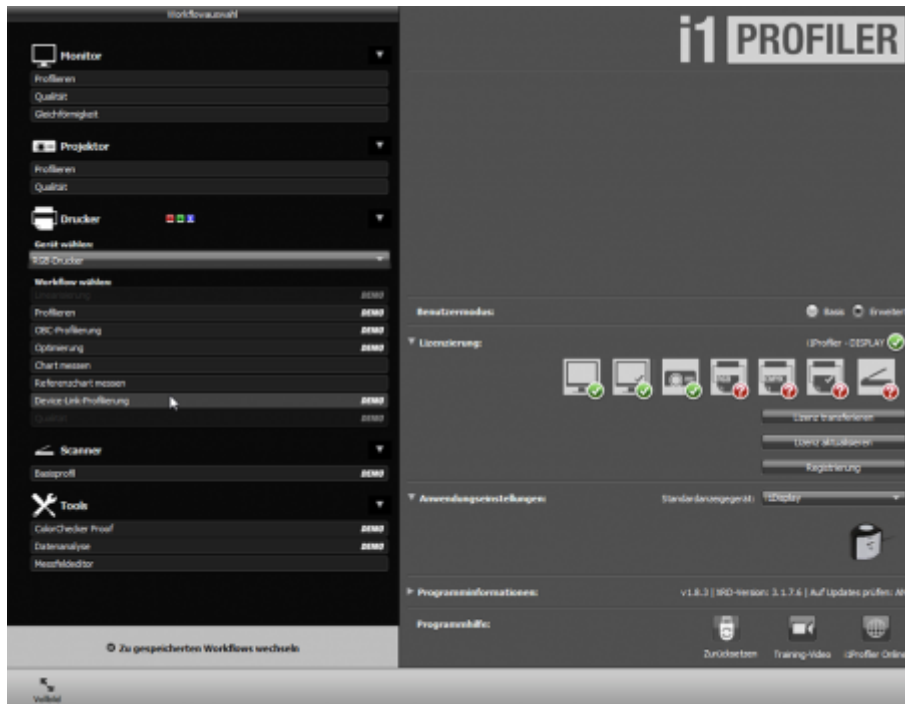 Workflowauswahl
Monitor
Profilieren
Qualität
Gleichförmigkeit
Projektor
Profilieren
Qualität
Drucker
Gerät wählen:
RGB-Drucker
Workflow wählen:
Linearisierung DEMO
Profilieren DEMO
OBC-Profilierung DEMO
Optimierung DEMO
Chart messen
Referenzchart messen
Device-Link-Profilierung DEMO
Qualität DEMO
Scanner
Basisprofil DEMO
Tools
ColorChecker Proof DEMO
Datenanalyse DEMO
Messfeldeditor
Zu gespeicherten Workflows wechseln
Vollbild
i1 PROFILER
Benutzermodus: Basis Erweitert
Lizenzierung: i1Profiler - DISPLAY
Lizenz transferieren
Lizenz aktualisieren
Registrierung
Anwendungseinstellungen: Standardanzeigegerät: i1Display
Programminformationen: v1.8.3 | XRD-Version: 3.1.7.6 | Auf Updates prüfen: AN
Programmhilfe:
Zurücksetzen Training-Video i1Profiler Online